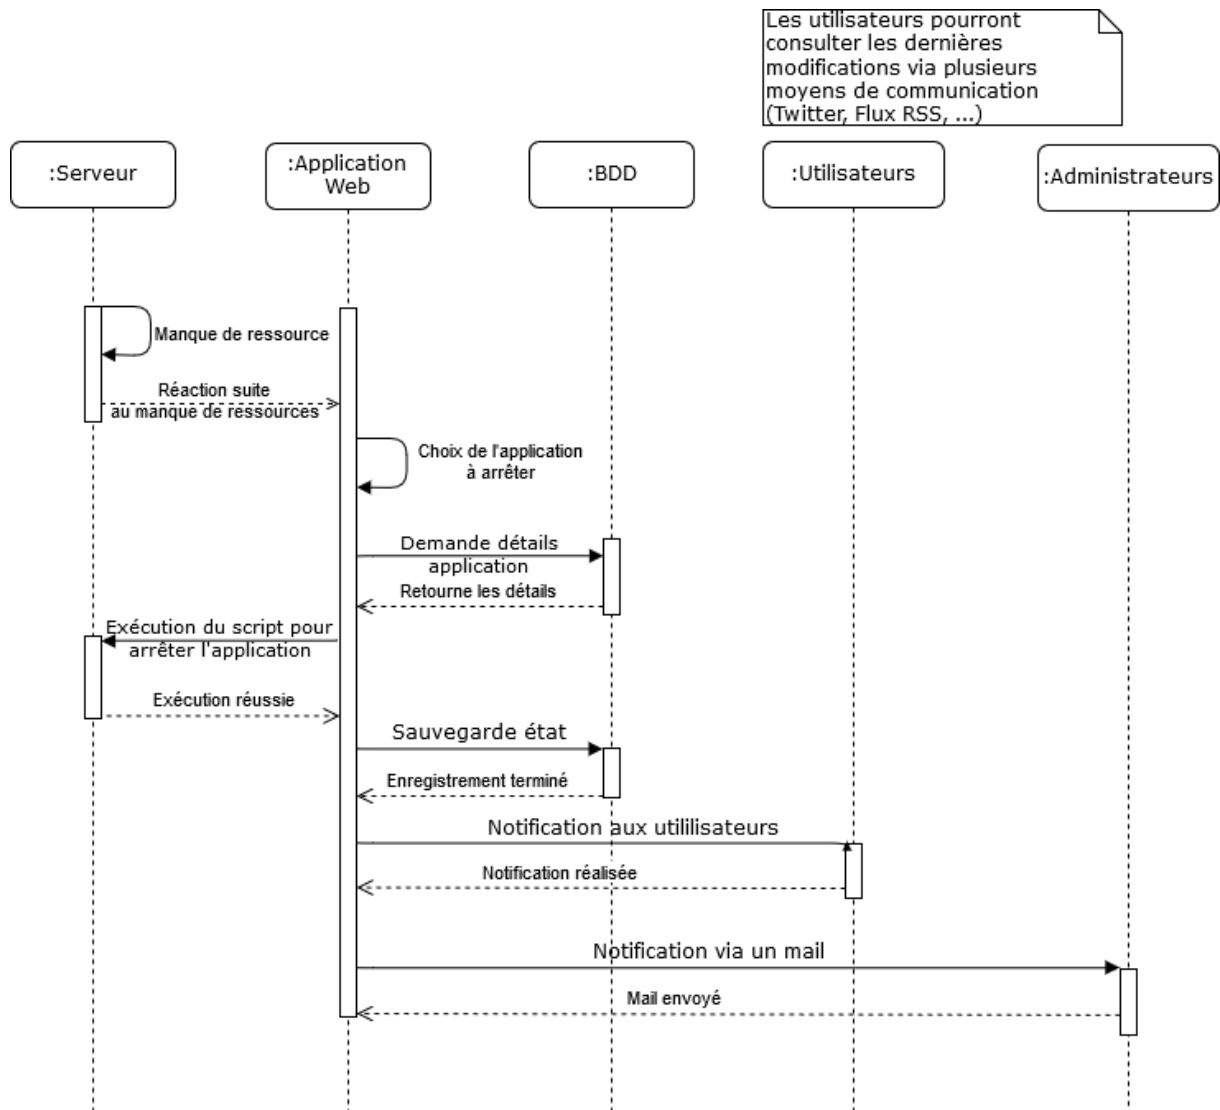 Les utilisateurs pourront
consulter les dernières
modifications via plusieurs
moyens de communication
(Twitter, Flux RSS, ...)
:Serveur
:Application
Web
:BDD
:Utilisateurs
:Administrateurs
Manque de ressource
Réaction suite
au manque de ressources
Choix de l'application
à arrêter
Demande détails
application
Retourne les détails
Exécution du script pour
arrêter l'application
Exécution réussie
Sauvegarde état
Enregistrement terminé
Notification aux utililisateurs
Notification réalisée
Notification via un mail
Mail envoyé